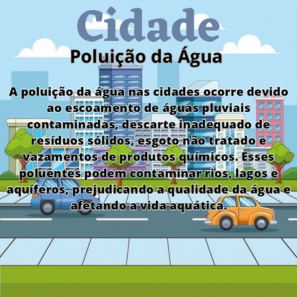 Cidade
Poluição da Água
A poluição da água nas cidades ocorre devido
ao escoamento de águas pluviais
contaminadas, descarte inadequado de
resíduos sólidos, esgoto não tratado e
vazamentos de produtos químicos. Esses
poluentes podem contaminar rios, lagos e
aquíferos, prejudicando a qualidade da água e
afetando a vida aquática.